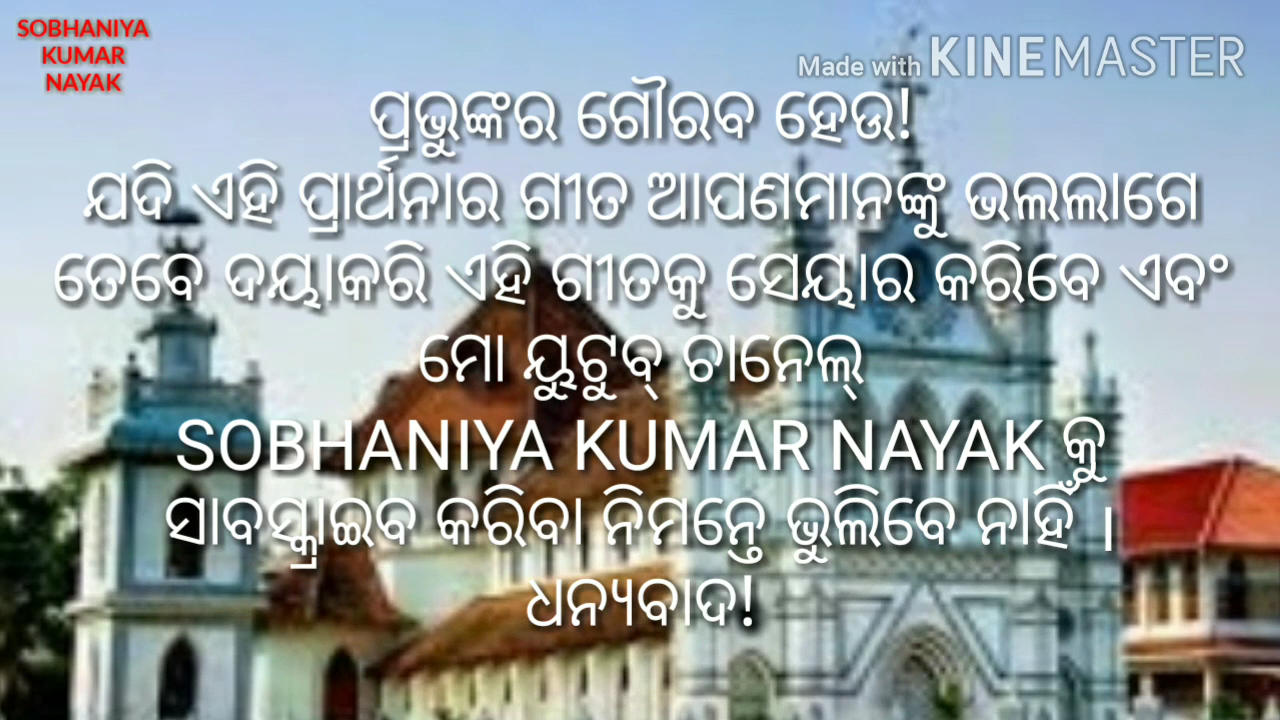 SOBHANIYA
KUMAR
NAYAK
Made with KINEMASTER
ପ୍ରଭୁଙ୍କର ଗୌରବ ହେଉ!
ଯଦି ଏହି ପ୍ରାର୍ଥନାର ଗୀତ ଆପଣମାନଙ୍କୁ ଭଲଲାଗେ
ତେବେ ଦୟାକରି ଏହି ଗୀତକୁ ସେୟାର କରିବେ ଏବଂ
ମୋ ୟୁଟୁବ୍ ଚାନେଲ୍
SOBHANIYA KUMAR NAYAK କୁ
ସାବସ୍କ୍ରାଇବ କରିବା ନିମନ୍ତେ ଭୁଲିବେ ନାହିଁ ।
ଧନ୍ୟବାଦ!